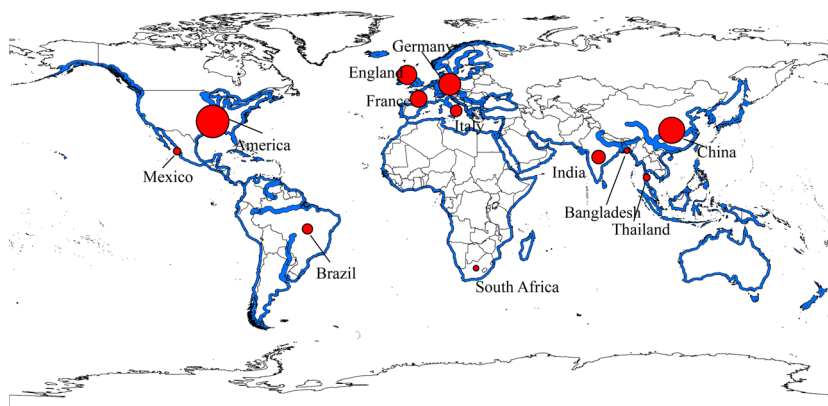 Germany
England
France
Italy
America
Mexico
China
India
Bangladesh
Thailand
Brazil
South Africa